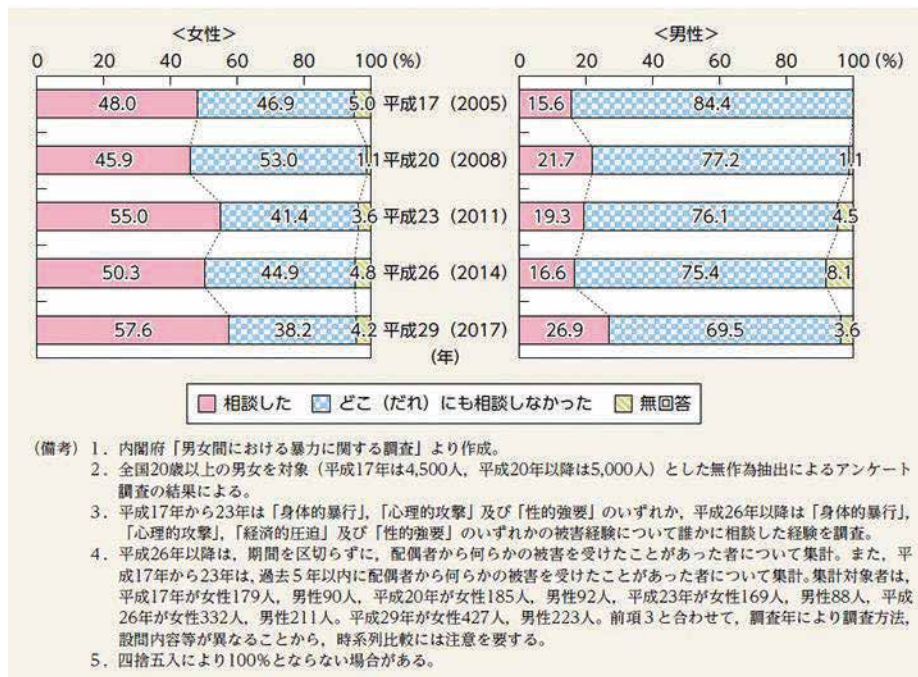 <女性> <男性>
0 20 40 60 80 100 (%) 0 20 40 60 80 100 (%)
48.0 46.9 5.0 平成17（2005） 15.6 84.4
45.9 53.0 1.1 平成20（2008） 21.7 77.2 1.1
55.0 41.4 3.6 平成23（2011） 19.3 76.1 4.5
50.3 44.9 4.8 平成26（2014） 16.6 75.4 8.1
57.6 38.2 4.2 平成29（2017） 26.9 69.5 3.6
(年)
相談した どこ（だれ）にも相談しなかった 無回答
（備考）1．内閣府「男女間における暴力に関する調査」より作成。
2．全国20歳以上の男女を対象（平成17年は4,500人，平成20年以降は5,000人）とした無作為抽出によるアンケート
調査の結果による。
3．平成17年から23年は「身体的暴行」，「心理的攻撃」及び「性的強要」のいずれか，平成26年以降は「身体的暴行」，
「心理的攻撃」，「経済的圧迫」及び「性的強要」のいずれかの被害経験について誰かに相談した経験を調査。
4．平成26年以降は，期間を区切らずに，配偶者から何らかの被害を受けたことがあった者について集計。また，平
成17年から23年は，過去５年以内に配偶者から何らかの被害を受けたことがあった者について集計。集計対象者は，
平成17年が女性179人，男性90人，平成20年が女性185人，男性92人，平成23年が女性169人，男性88人，平成
26年が女性332人，男性211人。平成29年が女性427人，男性223人。前項３と合わせて，調査年により調査方法，
設問内容等が異なることから，時系列比較には注意を要する。
5．四捨五入により100％とならない場合がある。